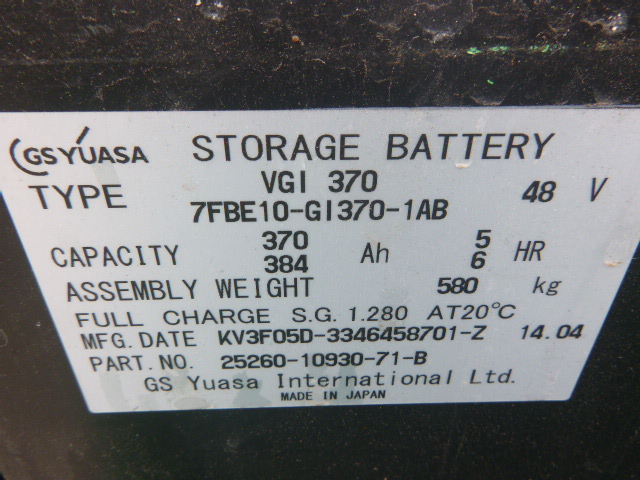 GS YUASA STORAGE BATTERY
TYPE VGI 370 48 V
7FBE10-GI370-1AB
CAPACITY 370 Ah 5 HR
384 6
ASSEMBLY WEIGHT 580 kg
FULL CHARGE S.G. 1.280 AT20°C
MFG.DATE KV3F05D-3346458701-Z 14.04
PART.NO. 25260-10930-71-B
GS Yuasa International Ltd.
MADE IN JAPAN